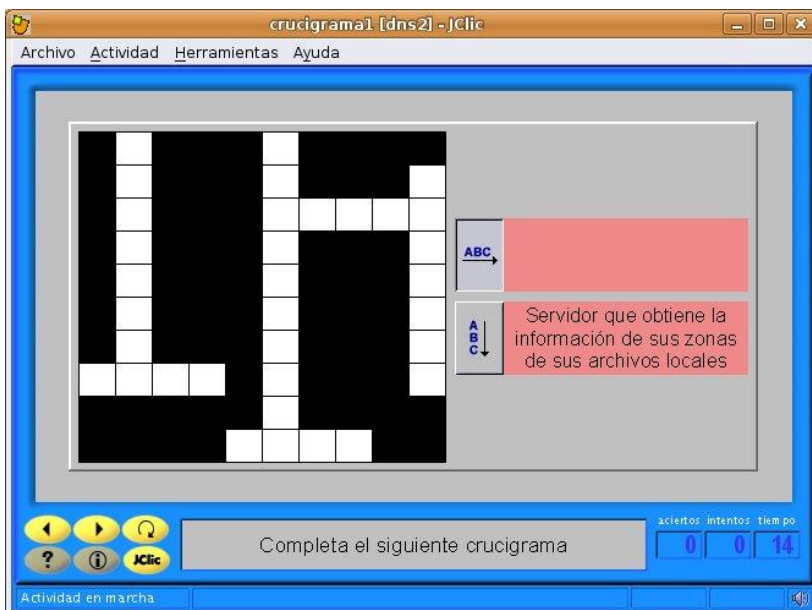 crucigrama1 [dns2] - JClic
Archivo Actividad Herramientas Ayuda
ABC
A
B
C
Servidor que obtiene la
información de sus zonas
de sus archivos locales
? i JClic
Completa el siguiente crucigrama
aciertos intentos tiempo
0 0 14
Actividad en marcha